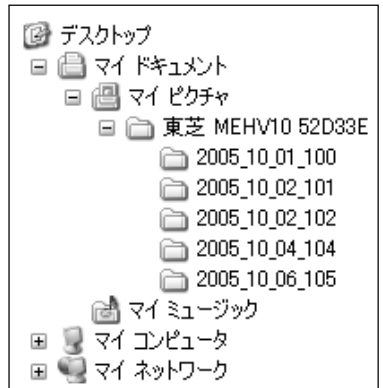 デスクトップ
マイ ドキュメント
マイ ピクチャ
東芝 MEHV10 52D33E
2005_10_01_100
2005_10_02_101
2005_10_02_102
2005_10_04_104
2005_10_06_105
マイ ミュージック
マイ コンピュータ
マイ ネットワーク